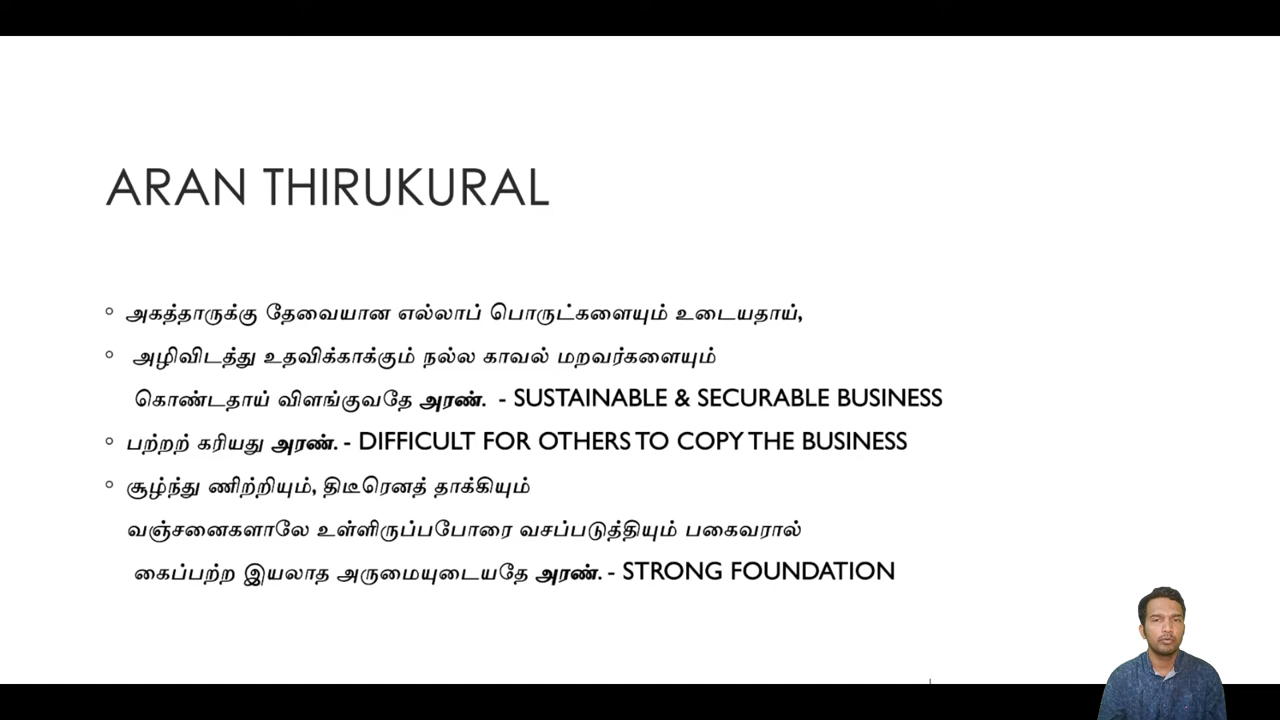 ARAN THIRUKURAL
அகத்தாருக்கு தேவையான எல்லாப் பொருட்களையும் உடையதாய்,
அழிவிடத்து உதவிக்காக்கும் நல்ல காவல் மறவர்களையும்
கொண்டதாய் விளங்குவதே அரண். - SUSTAINABLE & SECURABLE BUSINESS
பற்றற் கரியது அரண். - DIFFICULT FOR OTHERS TO COPY THE BUSINESS
சூழ்ந்து ணிற்றியும், திடீரெனத் தாக்கியும்
வஞ்சனைகளாலே உள்ளிருப்பபோரை வசப்படுத்தியும் பகைவரால்
கைப்பற்ற இயலாத அருமையுடையதே அரண். - STRONG FOUNDATION